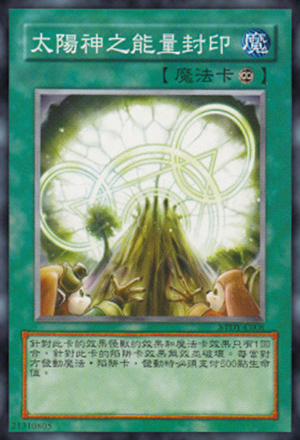 太陽神之能量封印 魔
【魔法卡】
針對此卡的效果怪獸的效果和魔法卡效果只有1回
合。針對此卡的陷阱卡效果無效並破壞。每當對
方發動魔法、陷阱卡，發動時必須支付500點生命
值。
21310805